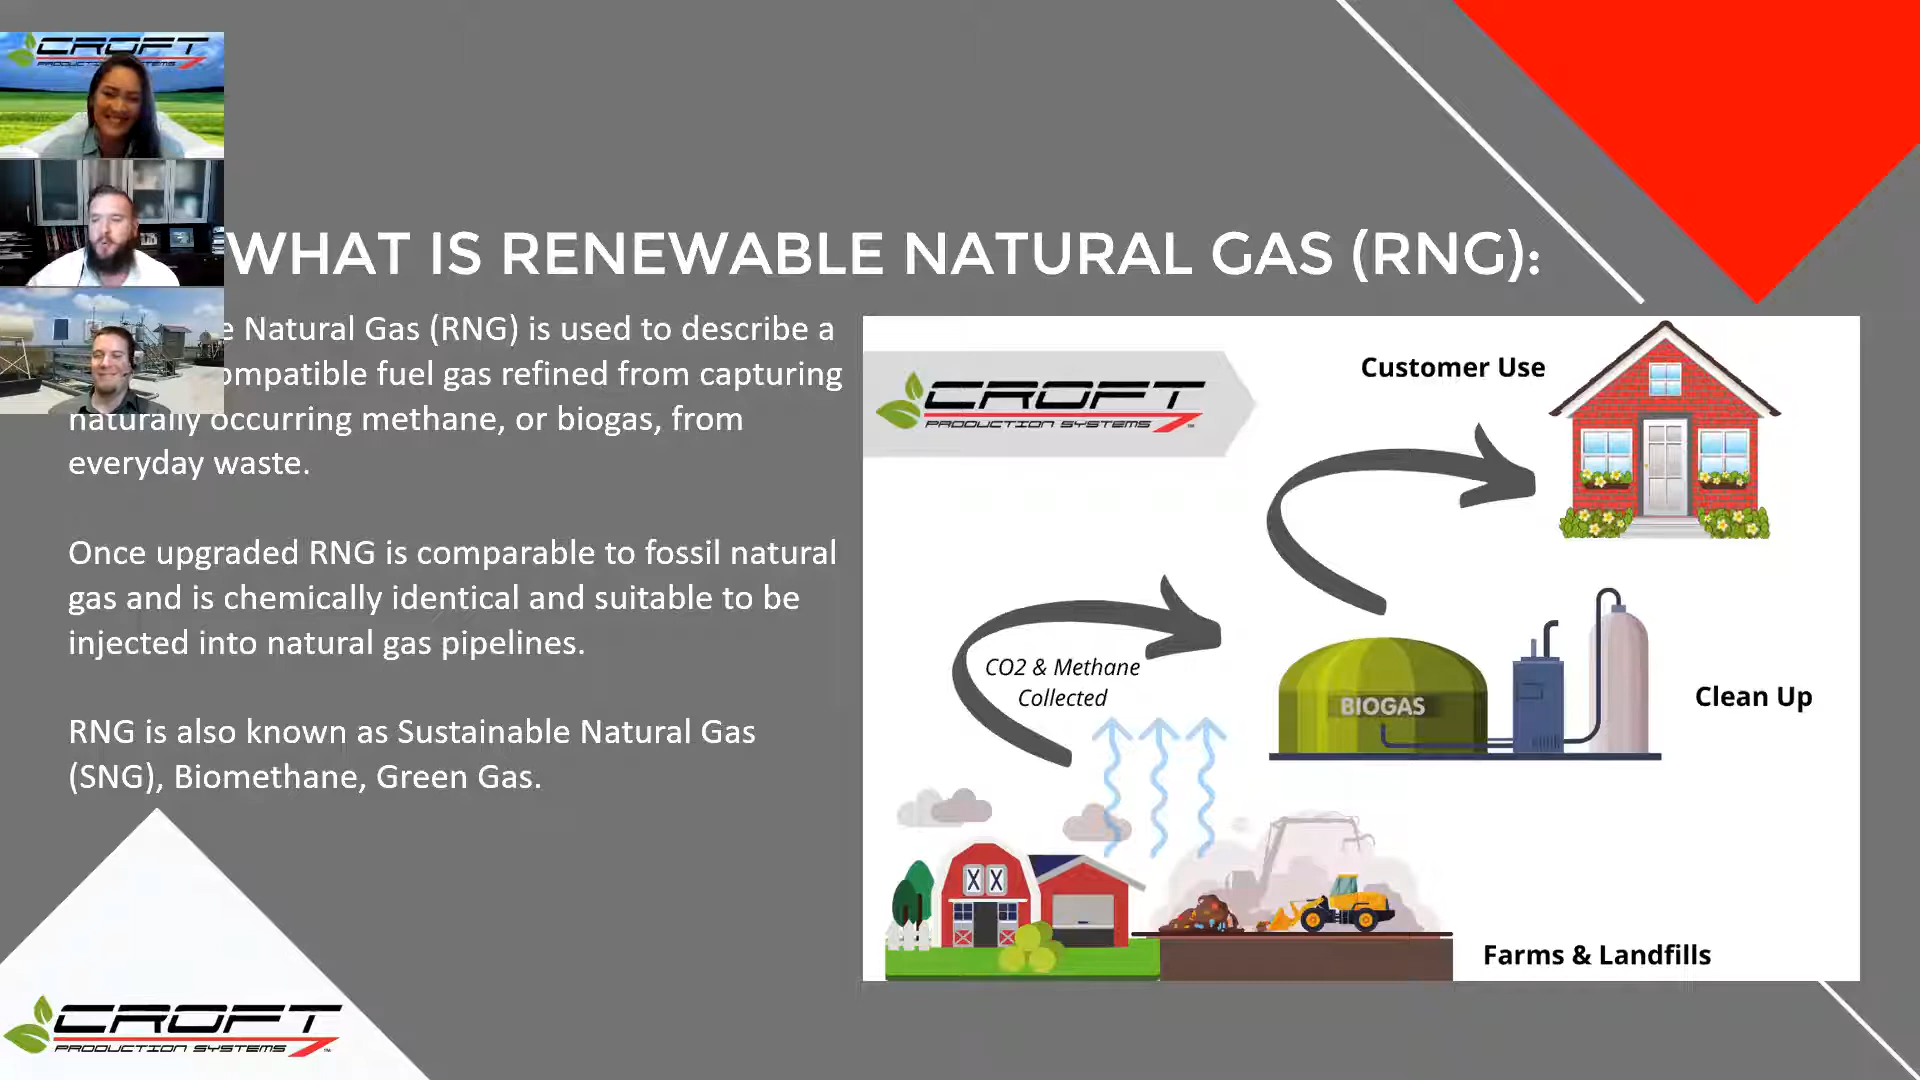 CROFT
PRODUCTION SYSTEMS
WHAT IS RENEWABLE NATURAL GAS (RNG):
e Natural Gas (RNG) is used to describe a
ompatible fuel gas refined from capturing
naturally occurring methane, or biogas, from
everyday waste.
Once upgraded RNG is comparable to fossil natural
gas and is chemically identical and suitable to be
injected into natural gas pipelines.
RNG is also known as Sustainable Natural Gas
(SNG), Biomethane, Green Gas.
CROFT
PRODUCTION SYSTEMS
Customer Use
CO2 & Methane
Collected
BIOGAS
Clean Up
Farms & Landfills
CROFT
PRODUCTION SYSTEMS